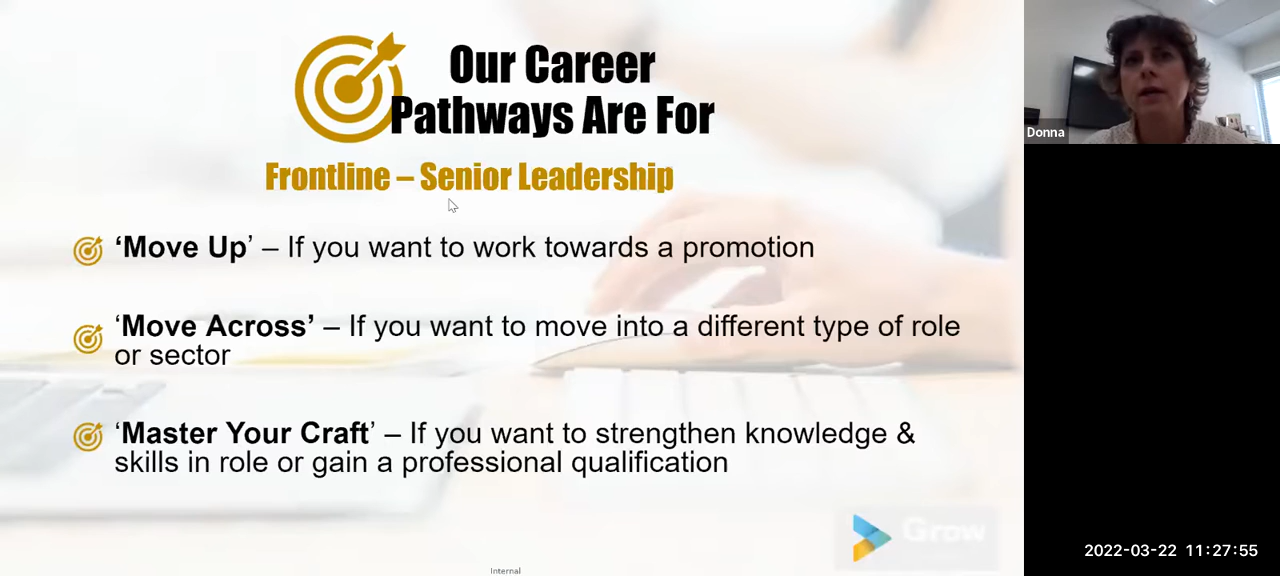 Our Career
Pathways Are For
Frontline – Senior Leadership
‘Move Up’ – If you want to work towards a promotion
‘Move Across’ – If you want to move into a different type of role
or sector
‘Master Your Craft’ – If you want to strengthen knowledge &
skills in role or gain a professional qualification
Grow
Internal
Donna
2022-03-22 11:27:55